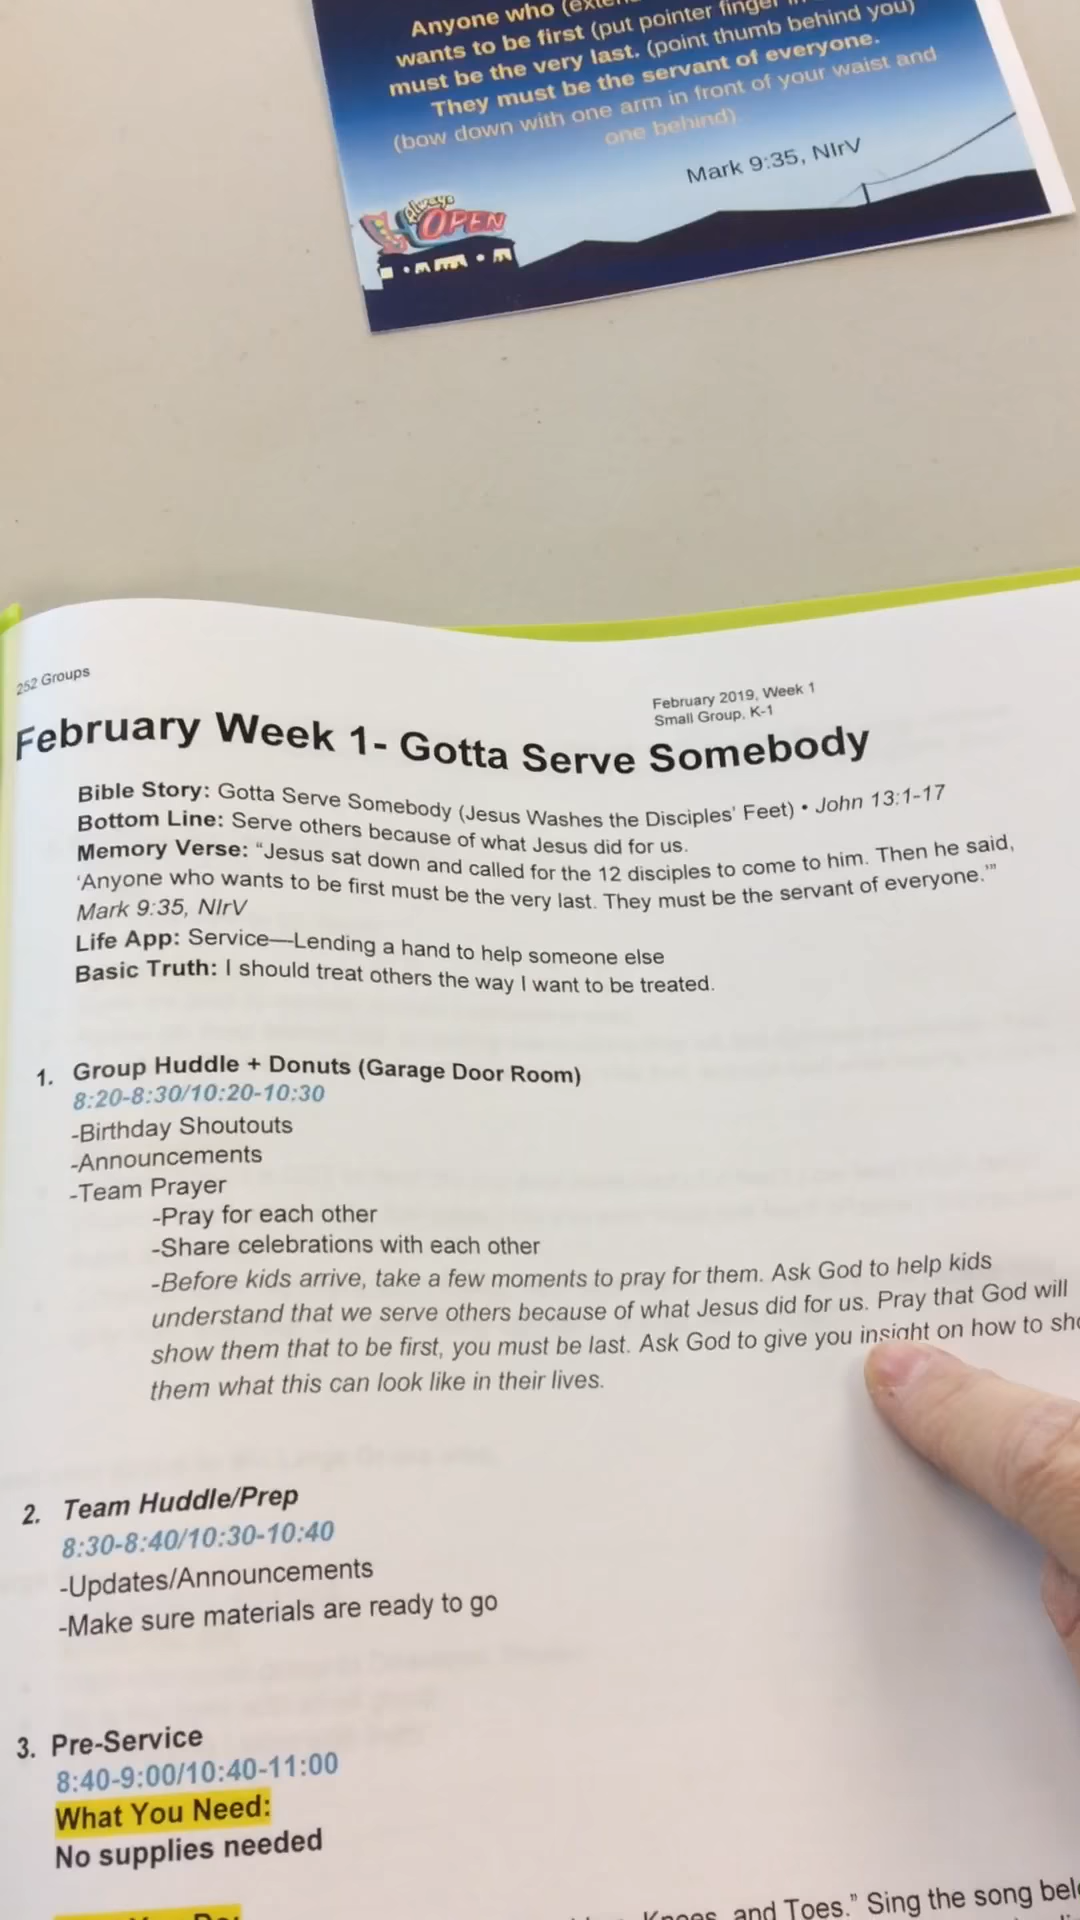 Anyone who
wants to be first (put pointer finger
must be the very last. (point thumb behind you)
They must be the servant of everyone.
(bow down with one arm in front of your waist and
one behind)
Mark 9:35, NIrV
Always
OPEN
252 Groups
February 2019, Week 1
Small Group, K-1
February Week 1- Gotta Serve Somebody
Bible Story: Gotta Serve Somebody (Jesus Washes the Disciples' Feet) • John 13:1-17
Bottom Line: Serve others because of what Jesus did for us.
Memory Verse: “Jesus sat down and called for the 12 disciples to come to him. Then he said,
‘Anyone who wants to be first must be the very last. They must be the servant of everyone.’”
Mark 9:35, NIrV
Life App: Service—Lending a hand to help someone else
Basic Truth: I should treat others the way I want to be treated.
1. Group Huddle + Donuts (Garage Door Room)
8:20-8:30/10:20-10:30
-Birthday Shoutouts
-Announcements
-Team Prayer
-Pray for each other
-Share celebrations with each other
-Before kids arrive, take a few moments to pray for them. Ask God to help kids
understand that we serve others because of what Jesus did for us. Pray that God will
show them that to be first, you must be last. Ask God to give you insight on how to
them what this can look like in their lives.
2. Team Huddle/Prep
8:30-8:40/10:30-10:40
-Updates/Announcements
-Make sure materials are ready to go
3. Pre-Service
8:40-9:00/10:40-11:00
What You Need:
No supplies needed
Knees, and Toes.” Sing the song